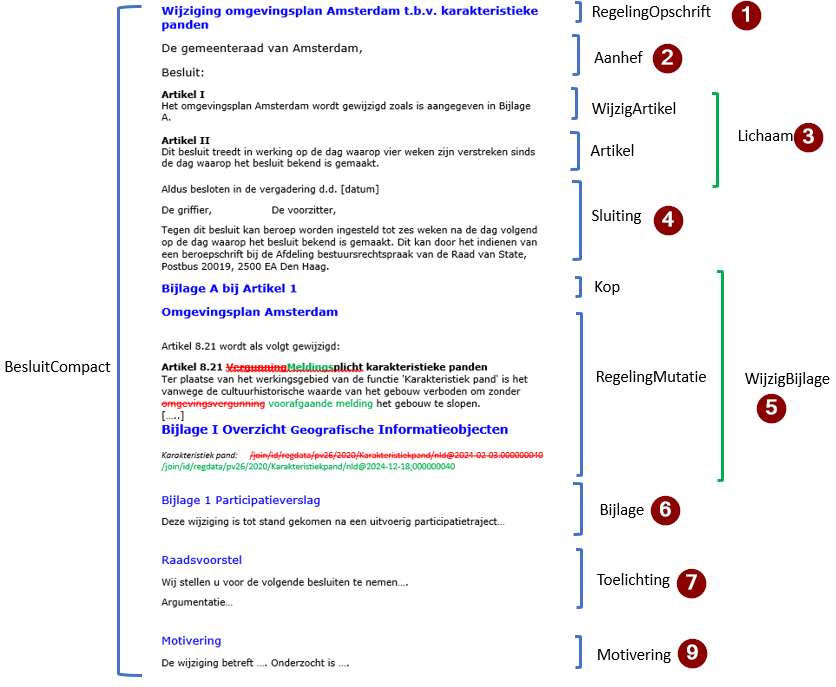 Wijziging omgevingsplan Amsterdam t.b.v. karakteristieke
panden
RegelingOpschrift 1
De gemeenteraad van Amsterdam,
Aanhef 2
Besluit:
Artikel I
Het omgevingsplan Amsterdam wordt gewijzigd zoals is aangegeven in Bijlage
A.
WijzigArtikel
Lichaam 3
Artikel II
Dit besluit treedt in werking op de dag waarop vier weken zijn verstreken sinds
de dag waarop het besluit bekend is gemaakt.
Artikel
Aldus besloten in de vergadering d.d. [datum]
De griffier, De voorzitter,
Sluiting 4
Tegen dit besluit kan beroep worden ingesteld tot zes weken na de dag volgend
op de dag waarop het besluit bekend is gemaakt. Dit kan door het indienen van
een beroepschrift bij de Afdeling bestuursrechtspraak van de Raad van State,
Postbus 20019, 2500 EA Den Haag.
Bijlage A bij Artikel 1
Kop
Omgevingsplan Amsterdam
Artikel 8.21 wordt als volgt gewijzigd:
BesluitCompact
Artikel 8.21 VergunningMeldingsplicht karakteristieke panden
Ter plaatse van het werkingsgebied van de functie 'Karakteristiek pand' is het
vanwege de cultuurhistorische waarde van het gebouw verboden om zonder
omgevingsvergunning voorafgaande melding het gebouw te slopen.
[…..]
RegelingMutatie
WijzigBijlage
5
Bijlage I Overzicht Geografische Informatieobjecten
Karakteristiek pand: /join/id/regdata/pv26/2020/Karakteristiekpand/nld@2024-02-03.000000040
/join/id/regdata/pv26/2020/Karakteristiekpand/nld@2024-12-18;000000040
Bijlage 1 Participatieverslag
Deze wijziging is tot stand gekomen na een uitvoerig participatietraject…
Bijlage 6
Raadsvoorstel
Wij stellen u voor de volgende besluiten te nemen….
Argumentatie…
Toelichting 7
Motivering
De wijziging betreft …. Onderzocht is ….
Motivering 9